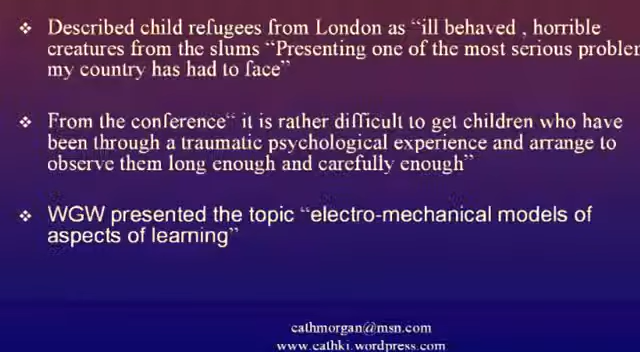 Described child refugees from London as “ill behaved , horrible
creatures from the slums “Presenting one of the most serious problem
my country has had to face”
From the conference“ it is rather difficult to get children who have
been through a traumatic psychological experience and arrange to
observe them long enough and carefully enough”
WGW presented the topic “electro-mechanical models of
aspects of learning”
cathmorgan@msn.com
www.cathki.wordpress.com